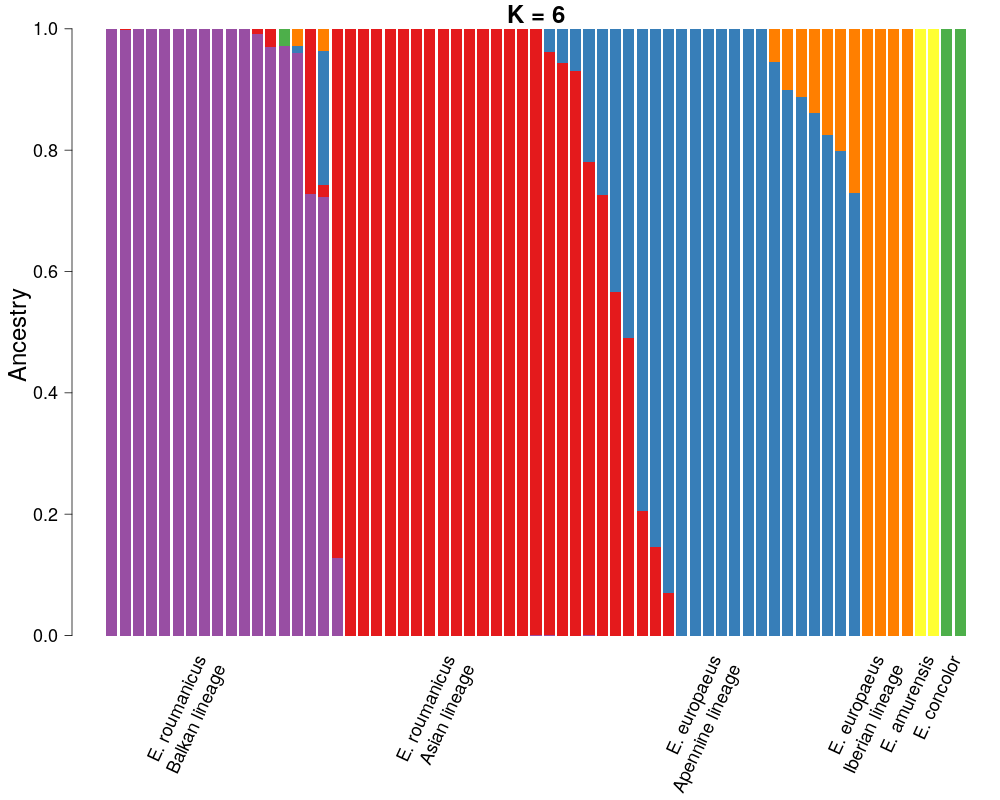 K = 6
Ancestry
1.0
0.8
0.6
0.4
0.2
0.0
E. roumanicus
Balkan lineage
E. roumanicus
Asian lineage
E. europaeus
Apennine lineage
E. europaeus
Iberian lineage
E. amurensis
E. concolor